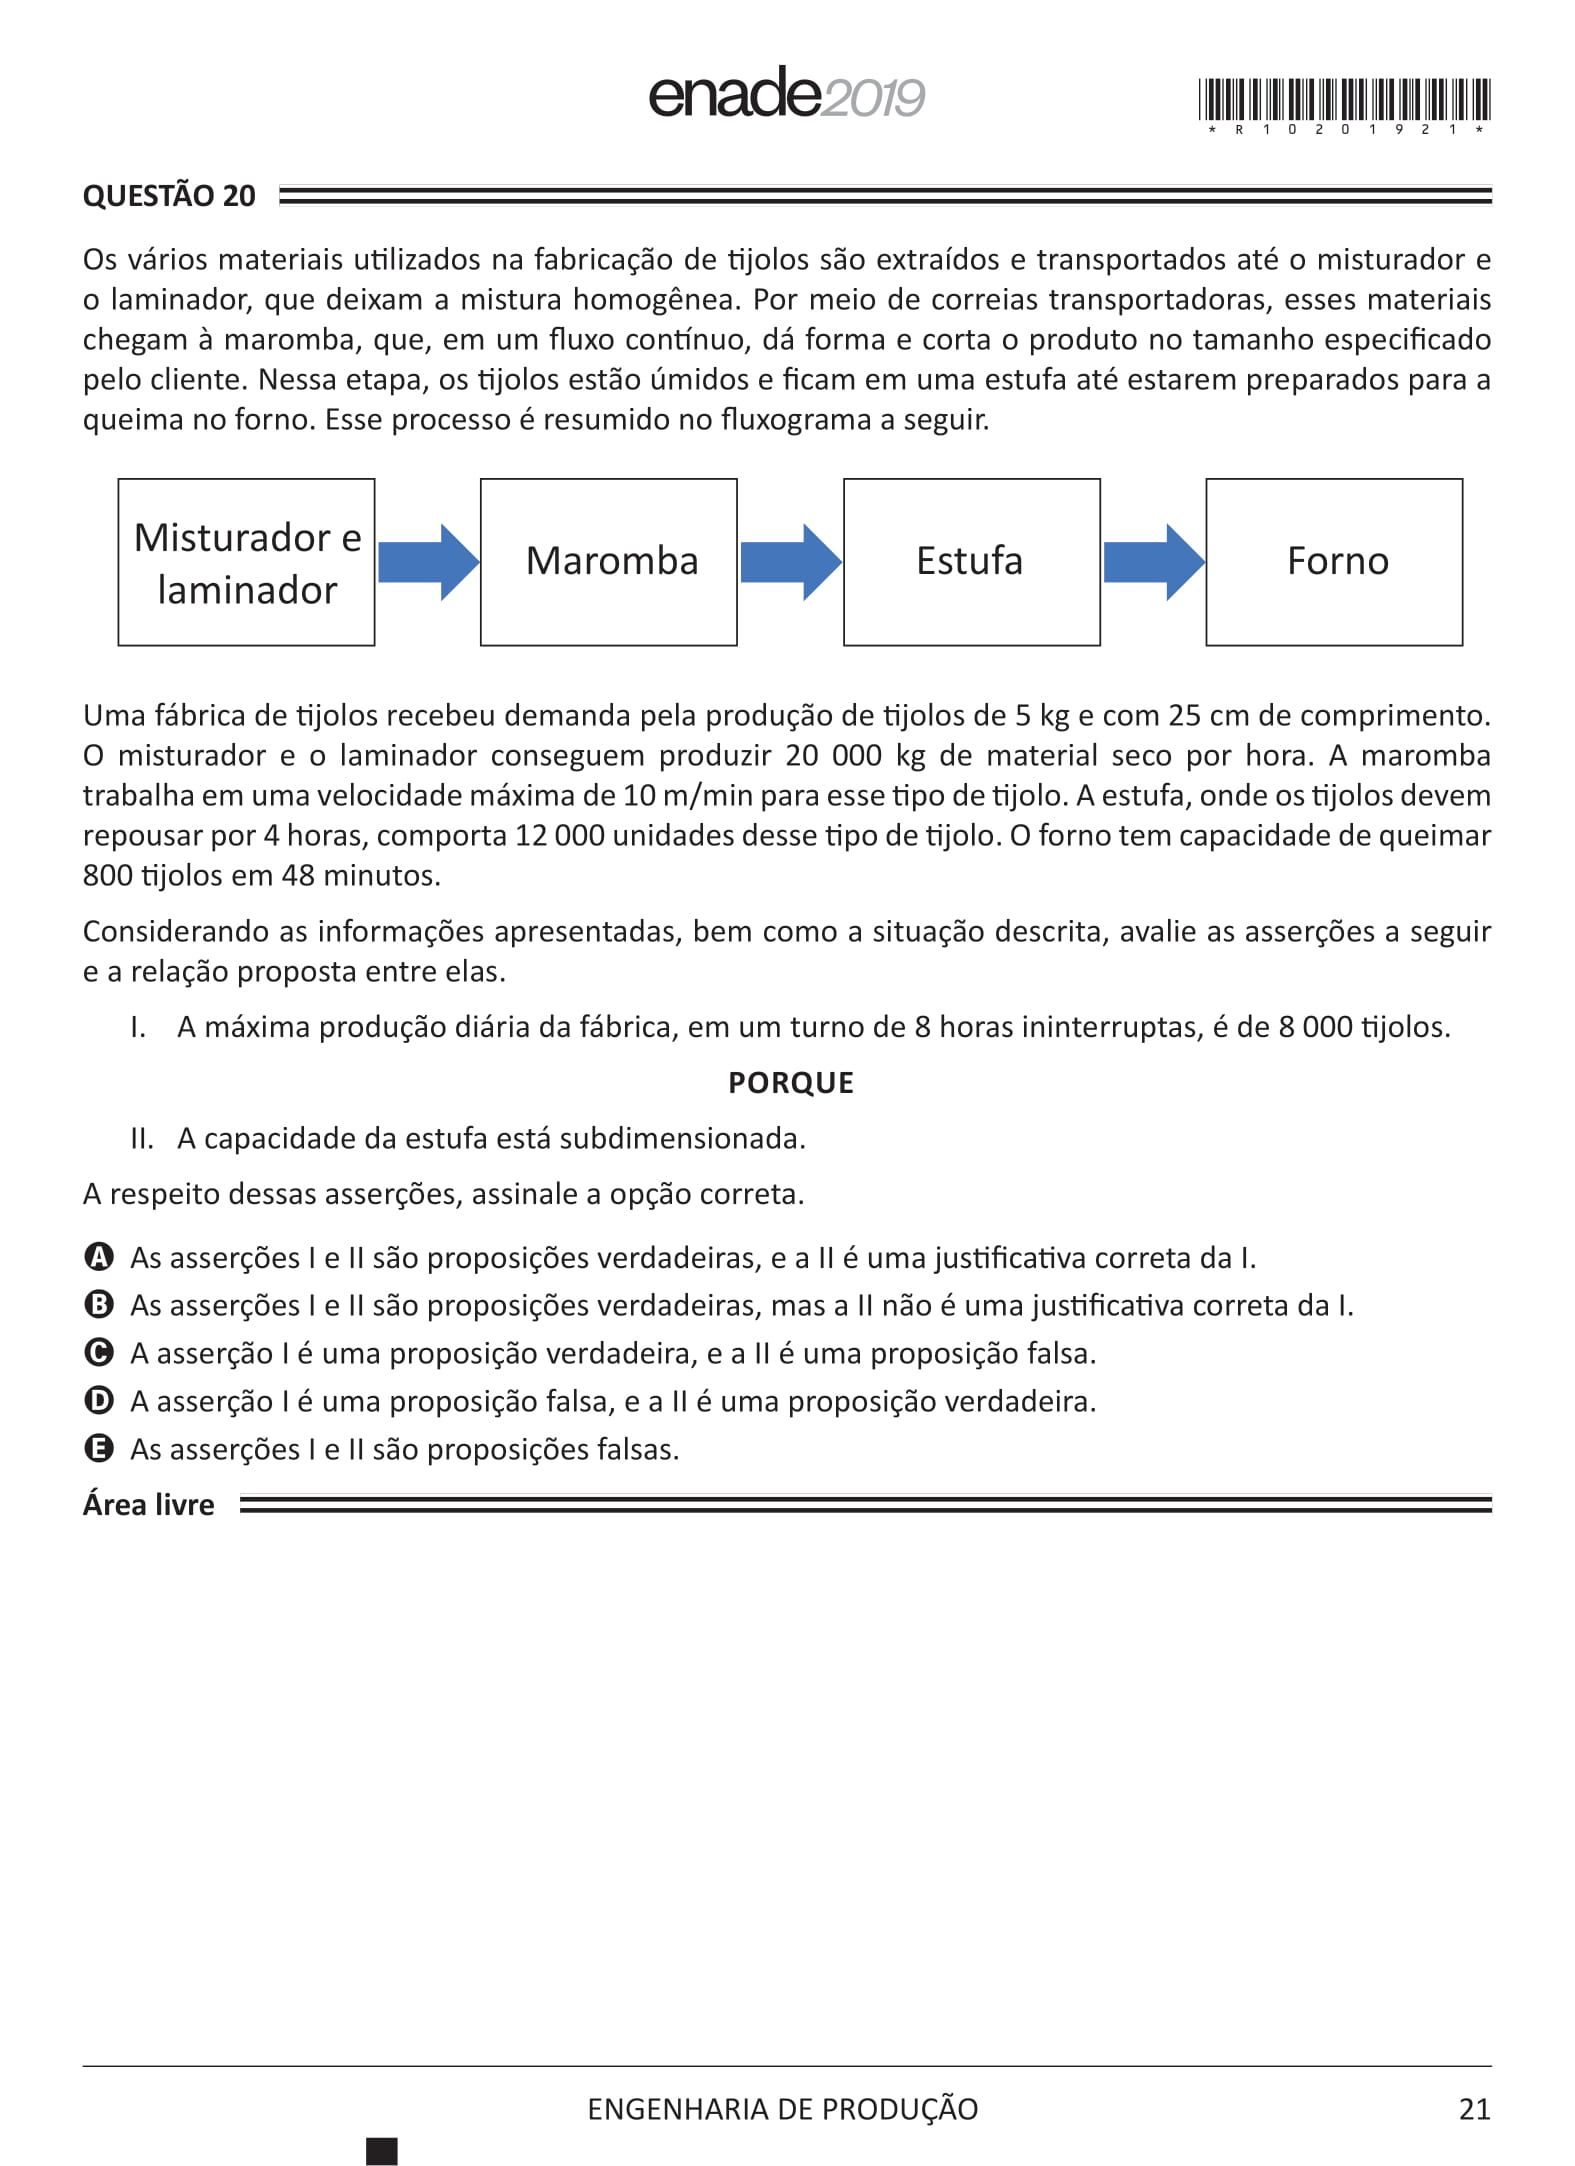 enade2019
*R10201921*
QUESTÃO 20
Os vários materiais utilizados na fabricação de tijolos são extraídos e transportados até o misturador e
o laminador, que deixam a mistura homogênea. Por meio de correias transportadoras, esses materiais
chegam à maromba, que, em um fluxo contínuo, dá forma e corta o produto no tamanho especificado
pelo cliente. Nessa etapa, os tijolos estão úmidos e ficam em uma estufa até estarem preparados para a
queima no forno. Esse processo é resumido no fluxograma a seguir.
Misturador e
laminador
Maromba
Estufa
Forno
Uma fábrica de tijolos recebeu demanda pela produção de tijolos de 5 kg e com 25 cm de comprimento.
O misturador e o laminador conseguem produzir 20 000 kg de material seco por hora. A maromba
trabalha em uma velocidade máxima de 10 m/min para esse tipo de tijolo. A estufa, onde os tijolos devem
repousar por 4 horas, comporta 12 000 unidades desse tipo de tijolo. O forno tem capacidade de queimar
800 tijolos em 48 minutos.
Considerando as informações apresentadas, bem como a situação descrita, avalie as asserções a seguir
e a relação proposta entre elas.
I. A máxima produção diária da fábrica, em um turno de 8 horas ininterruptas, é de 8 000 tijolos.
PORQUE
II. A capacidade da estufa está subdimensionada.
A respeito dessas asserções, assinale a opção correta.
A As asserções I e II são proposições verdadeiras, e a II é uma justificativa correta da I.
B As asserções I e II são proposições verdadeiras, mas a II não é uma justificativa correta da I.
C A asserção I é uma proposição verdadeira, e a II é uma proposição falsa.
D A asserção I é uma proposição falsa, e a II é uma proposição verdadeira.
E As asserções I e II são proposições falsas.
Área livre
ENGENHARIA DE PRODUÇÃO
21